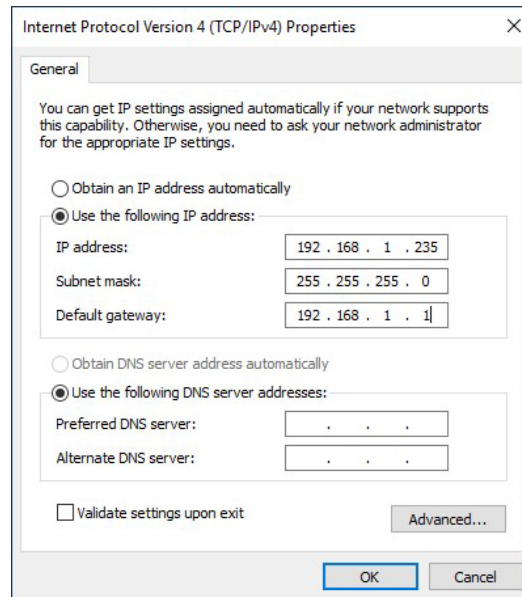 Internet Protocol Version 4 (TCP/IPv4) Properties
General
You can get IP settings assigned automatically if your network supports
this capability. Otherwise, you need to ask your network administrator
for the appropriate IP settings.
Obtain an IP address automatically
Use the following IP address:
IP address: 192 . 168 . 1 . 235
Subnet mask: 255 . 255 . 255 . 0
Default gateway: 192 . 168 . 1 . 1
Obtain DNS server address automatically
Use the following DNS server addresses:
Preferred DNS server: . . .
Alternate DNS server: . . .
Validate settings upon exit
Advanced...
OK Cancel